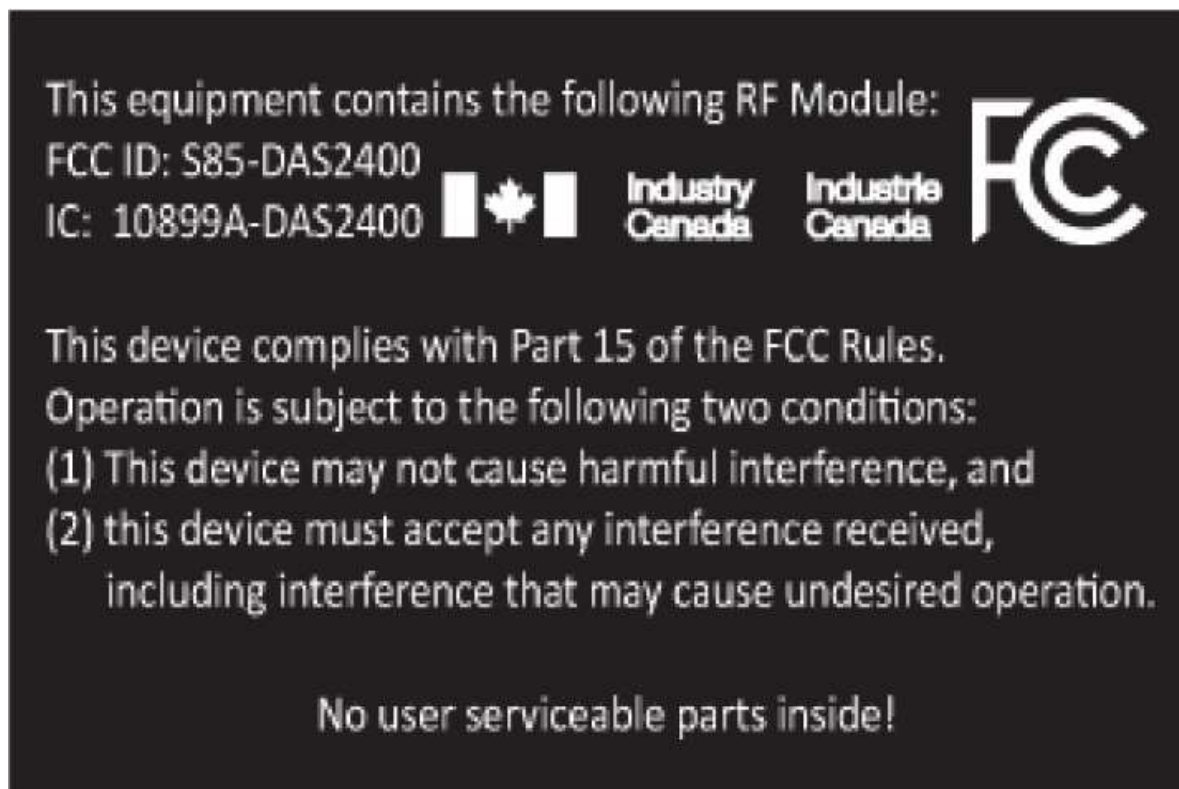 This equipment contains the following RF Module:
FCC ID: S85-DAS2400
IC: 10899A-DAS2400
Industry Canada
Industrie Canada
FCC
This device complies with Part 15 of the FCC Rules.
Operation is subject to the following two conditions:
(1) This device may not cause harmful interference, and
(2) this device must accept any interference received,
including interference that may cause undesired operation.
No user serviceable parts inside!